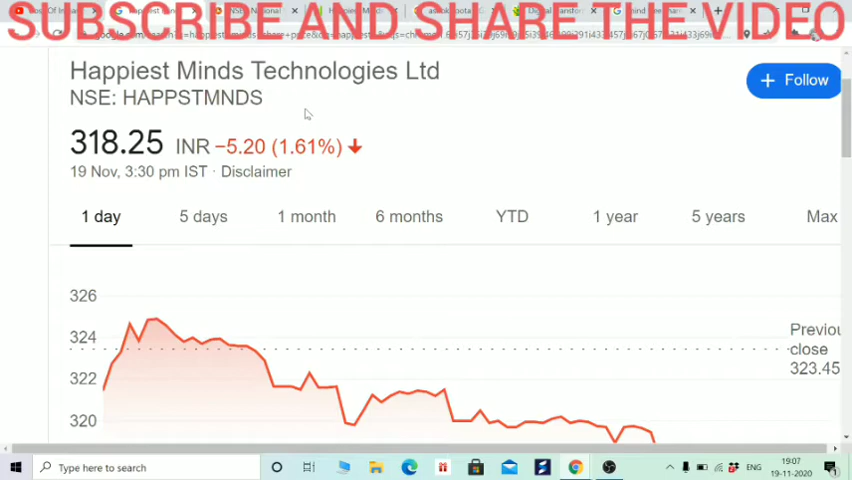 SUBSCRIBE AND SHARE THE VIDEO
Happiest Minds Technologies Ltd
NSE: HAPPSTMNDS
Follow
318.25 INR −5.20 (1.61%)
19 Nov, 3:30 pm IST · Disclaimer
1 day 5 days 1 month 6 months YTD 1 year 5 years Max
326
324
322
320
Previou
close
323.45
Type here to search
ENG
19:07
19-11-2020